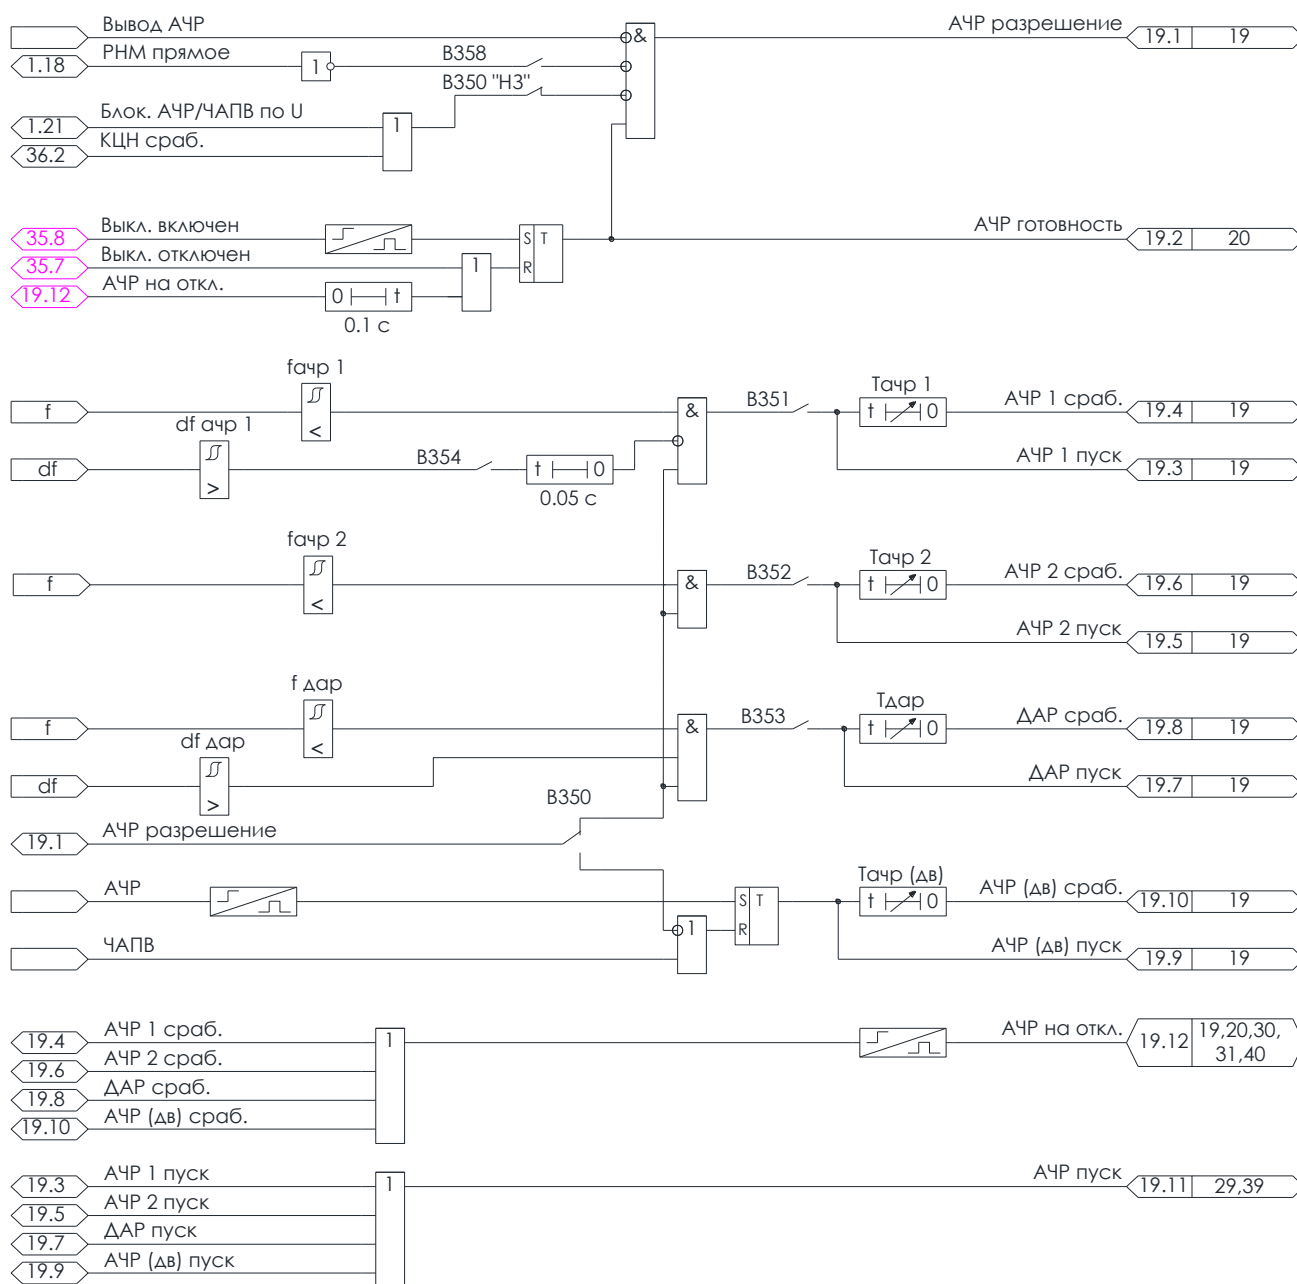 Вывод АЧР
& АЧР разрешение 19.1 19
1.18 РНМ прямое 1 В358
В350 "НЗ"
1.21 Блок. АЧР/ЧАПВ по U 1
36.2 КЦН сраб.
35.8 Выкл. включен S T АЧР готовность 19.2 20
35.7 Выкл. отключен 1 R
19.12 АЧР на откл. 0 t
0.1 с
fачр 1
f < & В351 Тачр 1 t 0 АЧР 1 сраб. 19.4 19
df ачр 1
df > В354 t 0 АЧР 1 пуск 19.3 19
0.05 с
fачр 2
f < & В352 Тачр 2 t 0 АЧР 2 сраб. 19.6 19
АЧР 2 пуск 19.5 19
f дар
f < & В353 Тдар t 0 ДАР сраб. 19.8 19
df дар
df > ДАР пуск 19.7 19
В350
19.1 АЧР разрешение
АЧР S T Тачр (дв) t 0 АЧР (дв) сраб. 19.10 19
1 R
ЧАПВ АЧР (дв) пуск 19.9 19
19.4 АЧР 1 сраб. 1 АЧР на откл. 19.12 19,20,30,
31,40
19.6 АЧР 2 сраб.
19.8 ДАР сраб.
19.10 АЧР (дв) сраб.
19.3 АЧР 1 пуск 1 АЧР пуск 19.11 29,39
19.5 АЧР 2 пуск
19.7 ДАР пуск
19.9 АЧР (дв) пуск